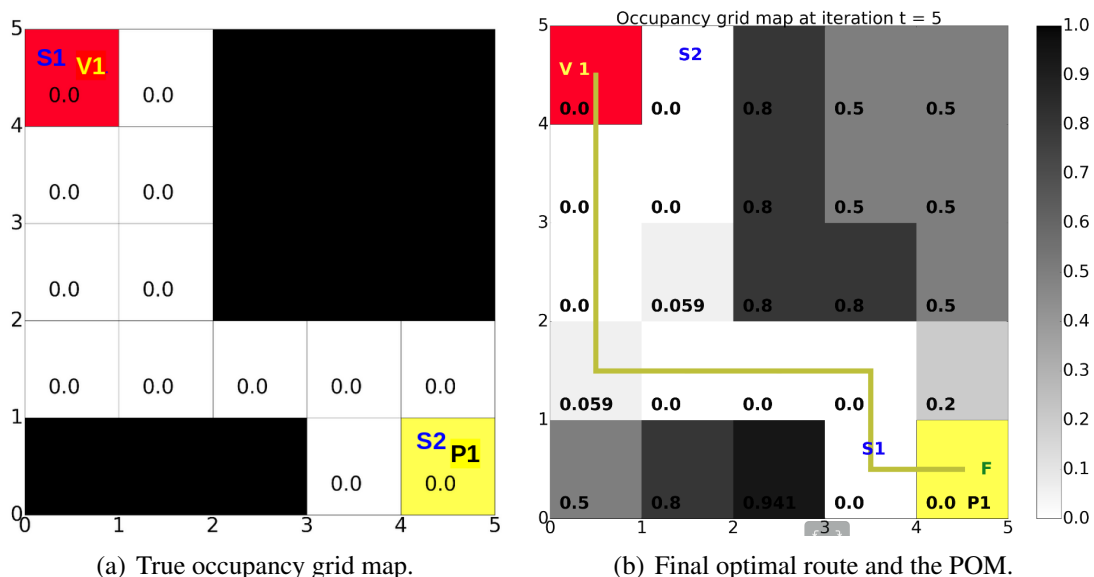 Occupancy grid map at iteration t = 5
5
S1 V1
0.0 0.0
4
0.0 0.0
3
0.0 0.0
2
0.0 0.0 0.0 0.0 0.0
1
S2 P1
0.0 0.0
0
0 1 2 3 4 5
(a) True occupancy grid map.
5
V 1 S2
0.0 0.0 0.8 0.5 0.5
4
0.0 0.0 0.8 0.5 0.5
3
0.0 0.059 0.8 0.8 0.5
2
0.059 0.0 0.0 0.0 0.2
1
S1 F
0.5 0.8 0.941 0.0 0.0 P1
0
0 1 2 3 4 5
1.0
0.9
0.8
0.7
0.6
0.5
0.4
0.3
0.2
0.1
0.0
(b) Final optimal route and the POM.